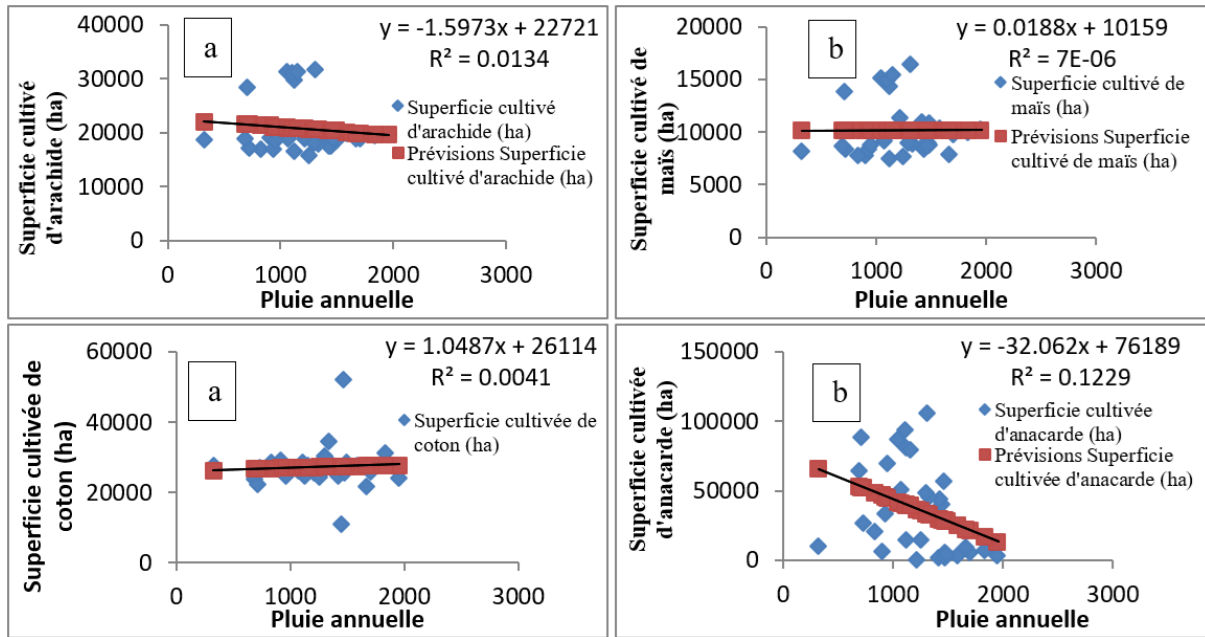 a
y = -1.5973x + 22721
R² = 0.0134
Superficie cultivé
d'arachide (ha)
40000
30000
20000
10000
0
Superficie cultivé
d'arachide (ha)
Prévisions Superficie
cultivé d'arachide (ha)
0
1000
2000
3000
Pluie annuelle
b
y = 0.0188x + 10159
R² = 7E-06
Superficie cultivé de
maïs (ha)
20000
15000
10000
5000
0
Superficie cultivé de
maïs (ha)
Prévisions Superficie
cultivé de maïs (ha)
0
1000
2000
3000
Pluie annuelle
a
y = 1.0487x + 26114
R² = 0.0041
Superficie cultivée de
coton (ha)
60000
40000
20000
0
Superficie cultivée de
coton (ha)
0
1000
2000
3000
Pluie annuelle
b
y = -32.062x + 76189
R² = 0.1229
Superficie cultivée
d'anacarde (ha)
150000
100000
50000
0
Superficie cultivée
d'anacarde (ha)
Prévisions Superficie
cultivée d'anacarde (ha)
0
1000
2000
3000
Pluie annuelle